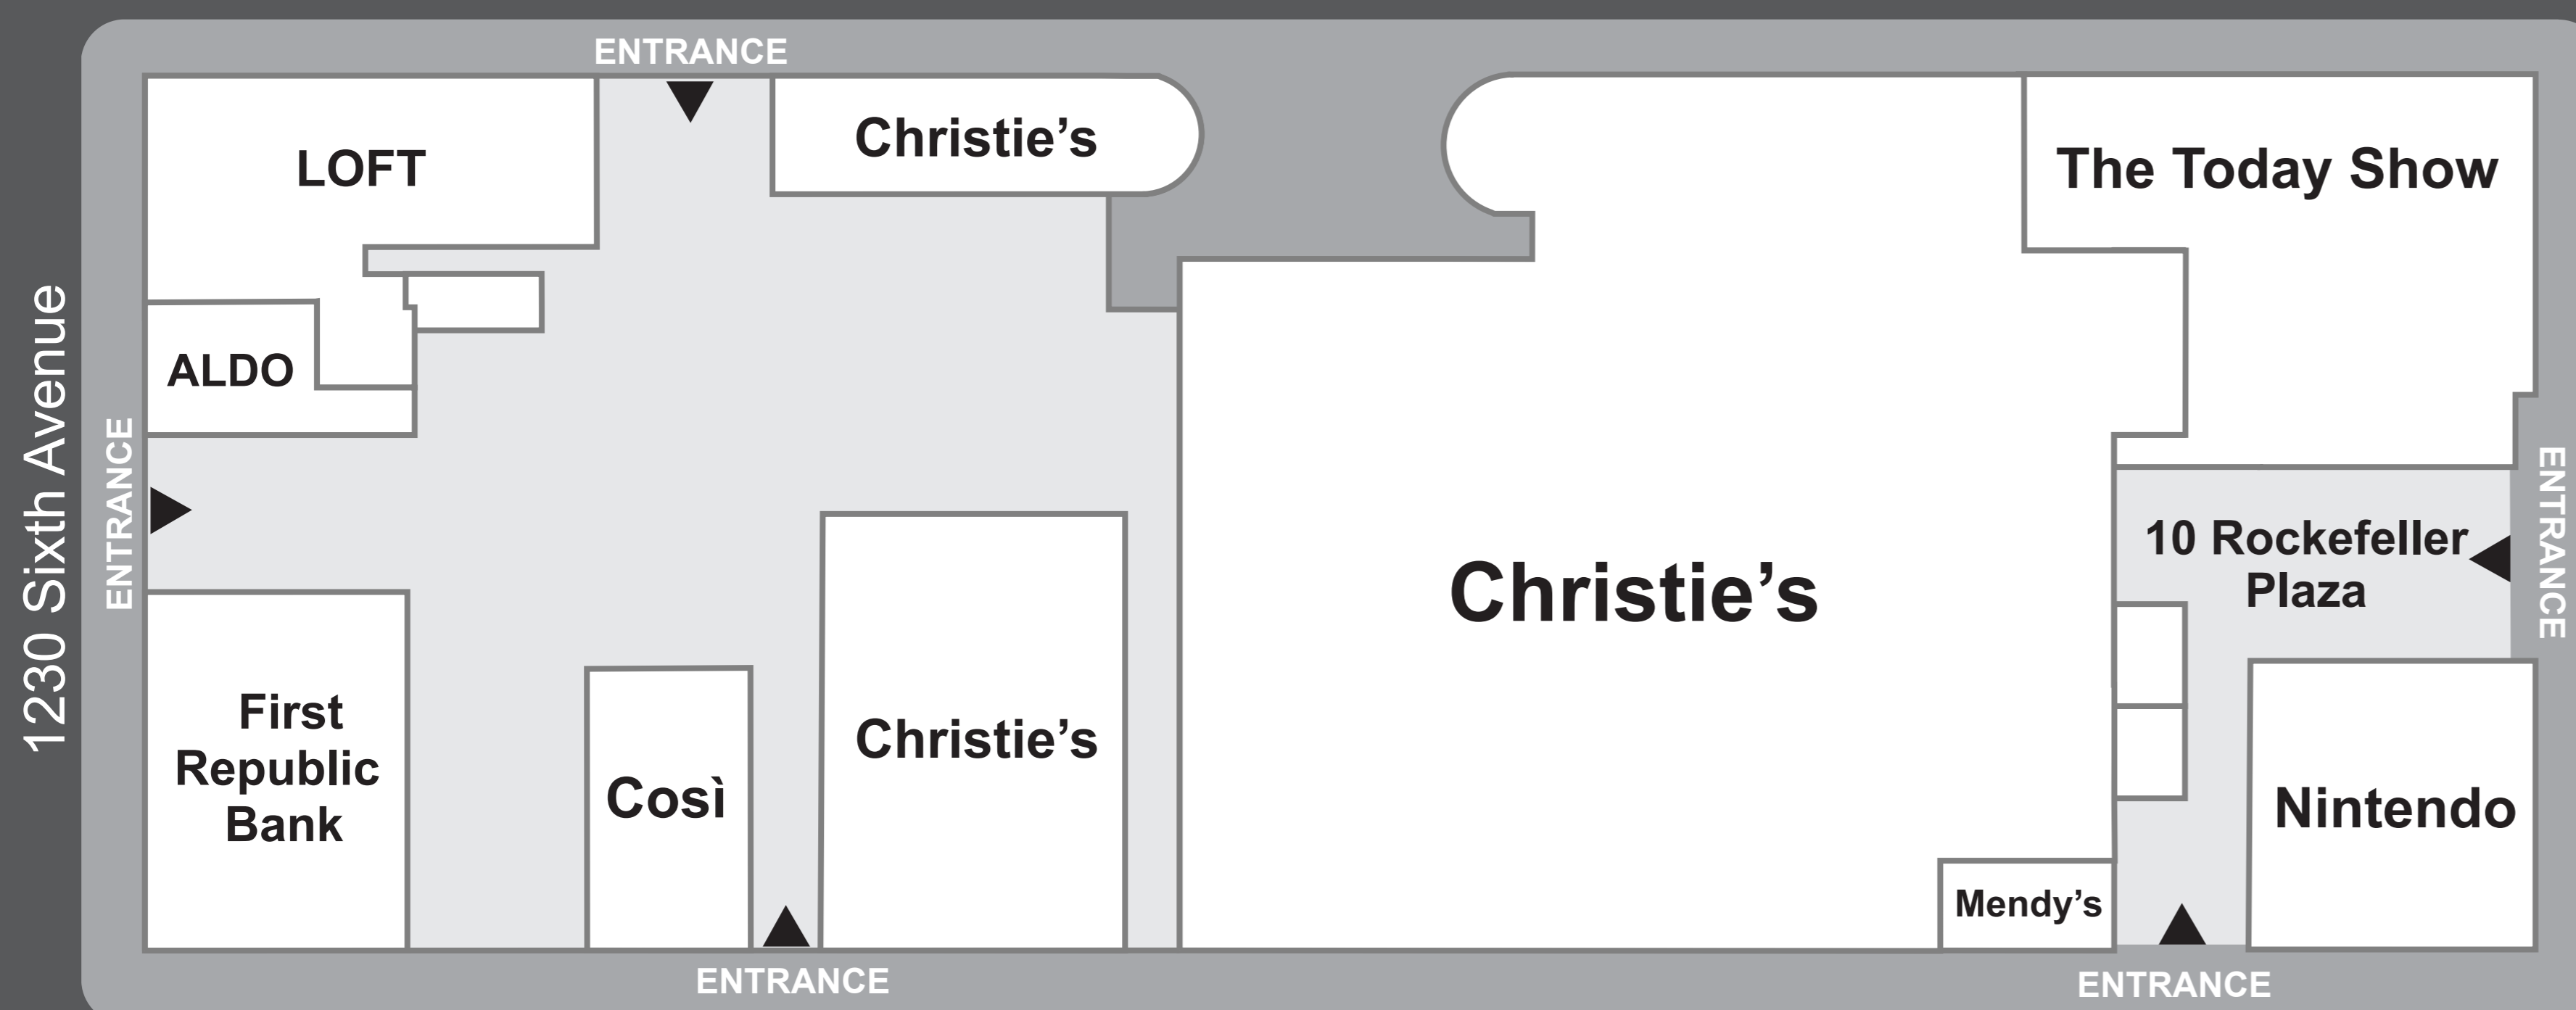 ENTRANCE
LOFT
Christie’s
The Today Show
1230 Sixth Avenue
ENTRANCE
ALDO
Christie’s
10 Rockefeller
Plaza
ENTRANCE
First
Republic
Bank
Così
Christie’s
Nintendo
Mendy’s
ENTRANCE
ENTRANCE